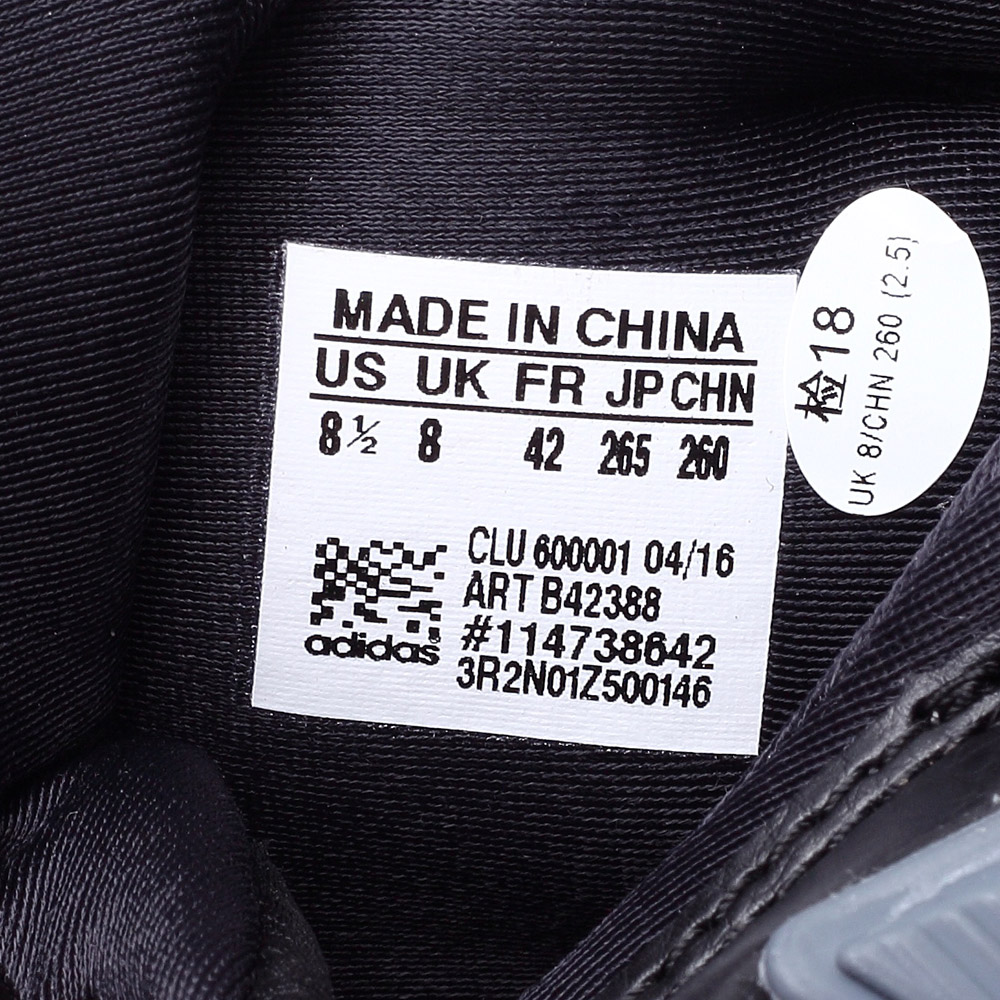 MADE IN CHINA
US UK FR JP CHN
8½ 8 42 265 260
CLU 600001 04/16
ART B42388
#114738642
3R2N01Z500146
adidas
检18
UK 8/CHN 260 (2.5)